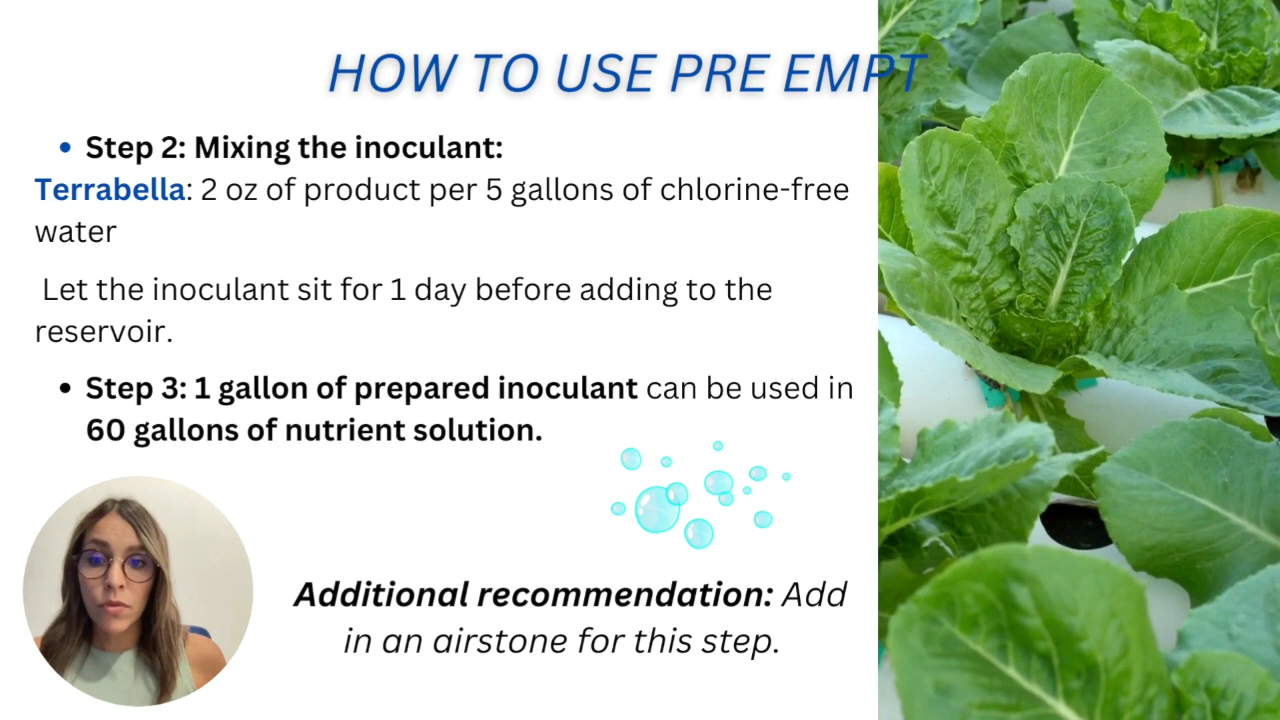 HOW TO USE PRE EMPT
• Step 2: Mixing the inoculant:
Terrabella: 2 oz of product per 5 gallons of chlorine-free
water
Let the inoculant sit for 1 day before adding to the
reservoir.
• Step 3: 1 gallon of prepared inoculant can be used in
60 gallons of nutrient solution.
Additional recommendation: Add
in an airstone for this step.